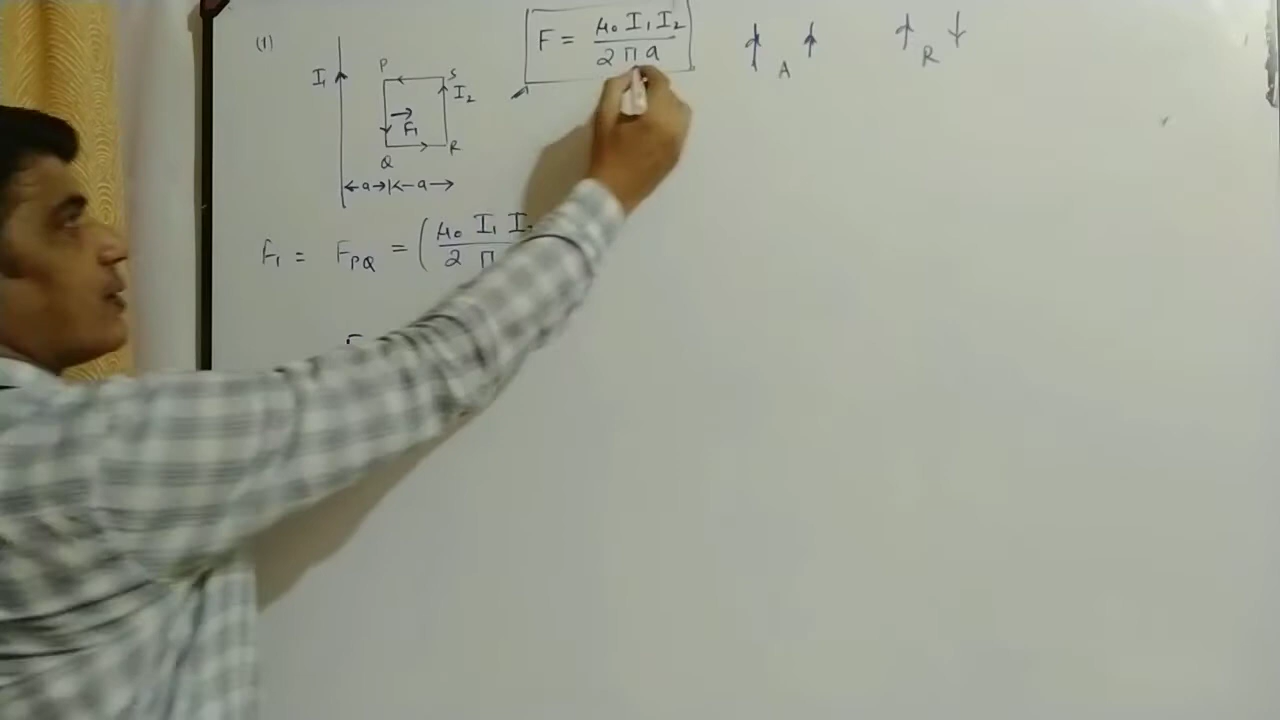 (1)
I₁
P
S
I₂
F₁
Q
R
a a
F = μ₀ I₁ I₂ / 2 π a
A
R
F₁ = F_PQ = ( μ₀ I₁ / 2 π